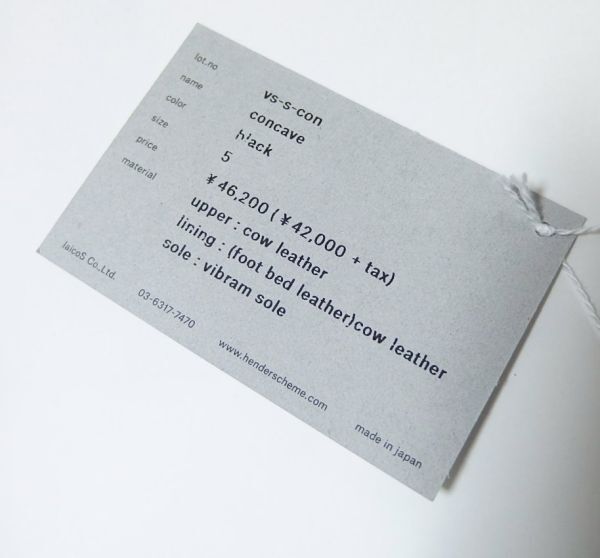 lot.no vs-s-con
name concave
color black
size 5
price ¥46,200 (¥42,000 + tax)
material upper : cow leather
lining : (foot bed leather)cow leather
sole : vibram sole
laicoS Co.,Ltd. 03-6317-7470 www.henderscheme.com made in japan